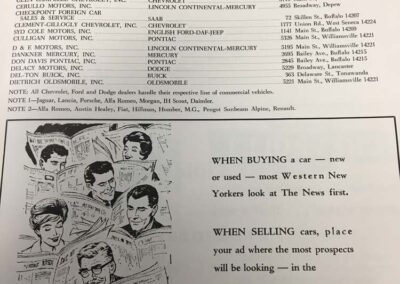 CERULLO MOTORS, INC. LINCOLN CONTINENTAL-MERCURY 4955 Broadway, Depew
CHECKPOINT FOREIGN CAR
SALES & SERVICE SAAB 72 Skillen St., Buffalo 14207
CLEMENT-GILLOGLY CHEVROLET, INC. CHEVROLET 1777 Union Rd., West Seneca 14224
SYD COLE MOTORS, INC. ENGLISH FORD-DAF-JEEP 1141 Main St., Buffalo 14209
CULLIGAN MOTORS, INC. PONTIAC Main St., Williamsville 14221
D & E MOTORS, INC. LINCOLN CONTINENTAL-MERCURY 5195 Main St., Williamsville 14221
DANKNER MERCURY, INC. MERCURY Bailey Ave., Buffalo 14215
DON DAVIS PONTIAC, INC. PONTIAC 2845 Bailey Ave., Buffalo 14215
DELACY MOTORS, INC. DODGE 5229 Broadway, Lancaster
DEL-TON BUICK, INC. BUICK 963 Delaware St., Tonawanda
DIETRICH OLDSMOBILE, INC. OLDSMOBILE 5221 Main St., Williamsville 14221
NOTE: All Chevrolet, Ford and Dodge dealers handle their respective line of commercial vehicles.
NOTE 1—Jaguar, Lancia, Porsche, Alfa Romeo, Morgan, IH Scout, Daimler.
NOTE 2—Alfa Romeo, Austin Healey, Fiat, Hillman, Humber, M.G., Peugot Sunbeam Alpine, Renault.
WHEN BUYING a car — new
or used — most Western New
Yorkers look at The News first.
WHEN SELLING cars, place
your ad where the most prospects
will be looking — in the